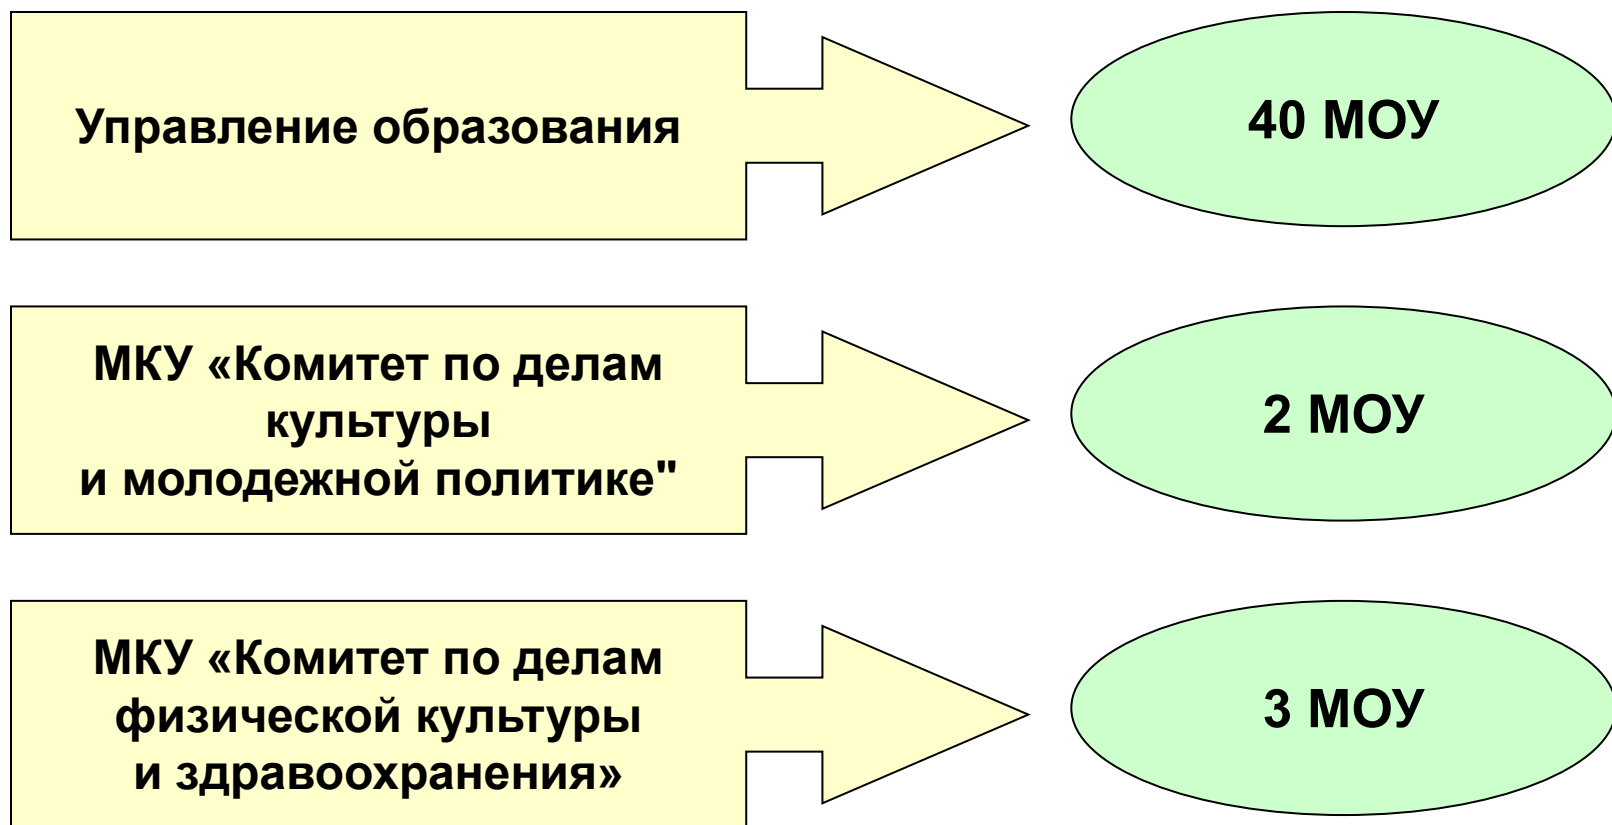 Управление образования
40 МОУ
МКУ «Комитет по делам
культуры
и молодежной политике"
2 МОУ
МКУ «Комитет по делам
физической культуры
и здравоохранения»
3 МОУ